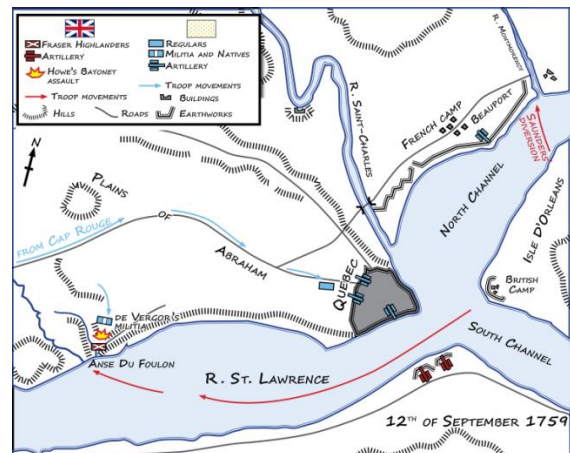 FRASER HIGHLANDERS
ARTILLERY
HOWE'S BAYONET
ASSAULT
TROOP MOVEMENTS
HILLS
ROADS
REGULARS
MILITIA AND NATIVES
ARTILLERY
TROOP MOVEMENTS
BUILDINGS
EARTHWORKS
N
R. MONTMORENCY
R. SAINT-CHARLES
FRENCH CAMP
BEAUPORT
SAUNDERS
DIVERSION
NORTH CHANNEL
ISLE D'ORLEANS
PLAINS
OF
ABRAHAM
FROM CAP ROUGE
QUEBEC
BRITISH
CAMP
DE VERGOR'S
MILITIA
ANSE DU FOULON
SOUTH CHANNEL
R. ST. LAWRENCE
12TH OF SEPTEMBER 1759